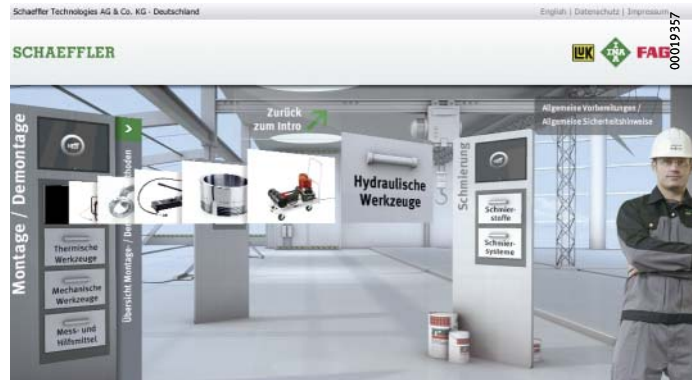 Schaeffler Technologies AG & Co. KG - Deutschland
English | Datenschutz | Impressum
00019357
SCHAEFFLER
LUK
INA
FAG
Montage / Demontage
Zurück
zum Intro
Allgemeine Vorbereitungen /
Allgemeine Sicherheitshinweise
Hydraulische
Werkzeuge
Schmierung
Schmier-
stoffe
Schmier-
systeme
Thermische
Werkzeuge
Mechanische
Werkzeuge
Mess- und
Hilfsmittel
Übersicht Montage- /